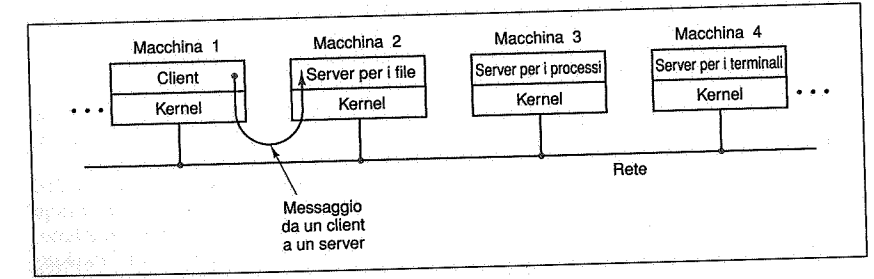 Macchina 1
Macchina 2
Macchina 3
Macchina 4
Client
Server per i file
Server per i processi
Server per i terminali
Kernel
Kernel
Kernel
Kernel
Rete
Messaggio
da un client
a un server